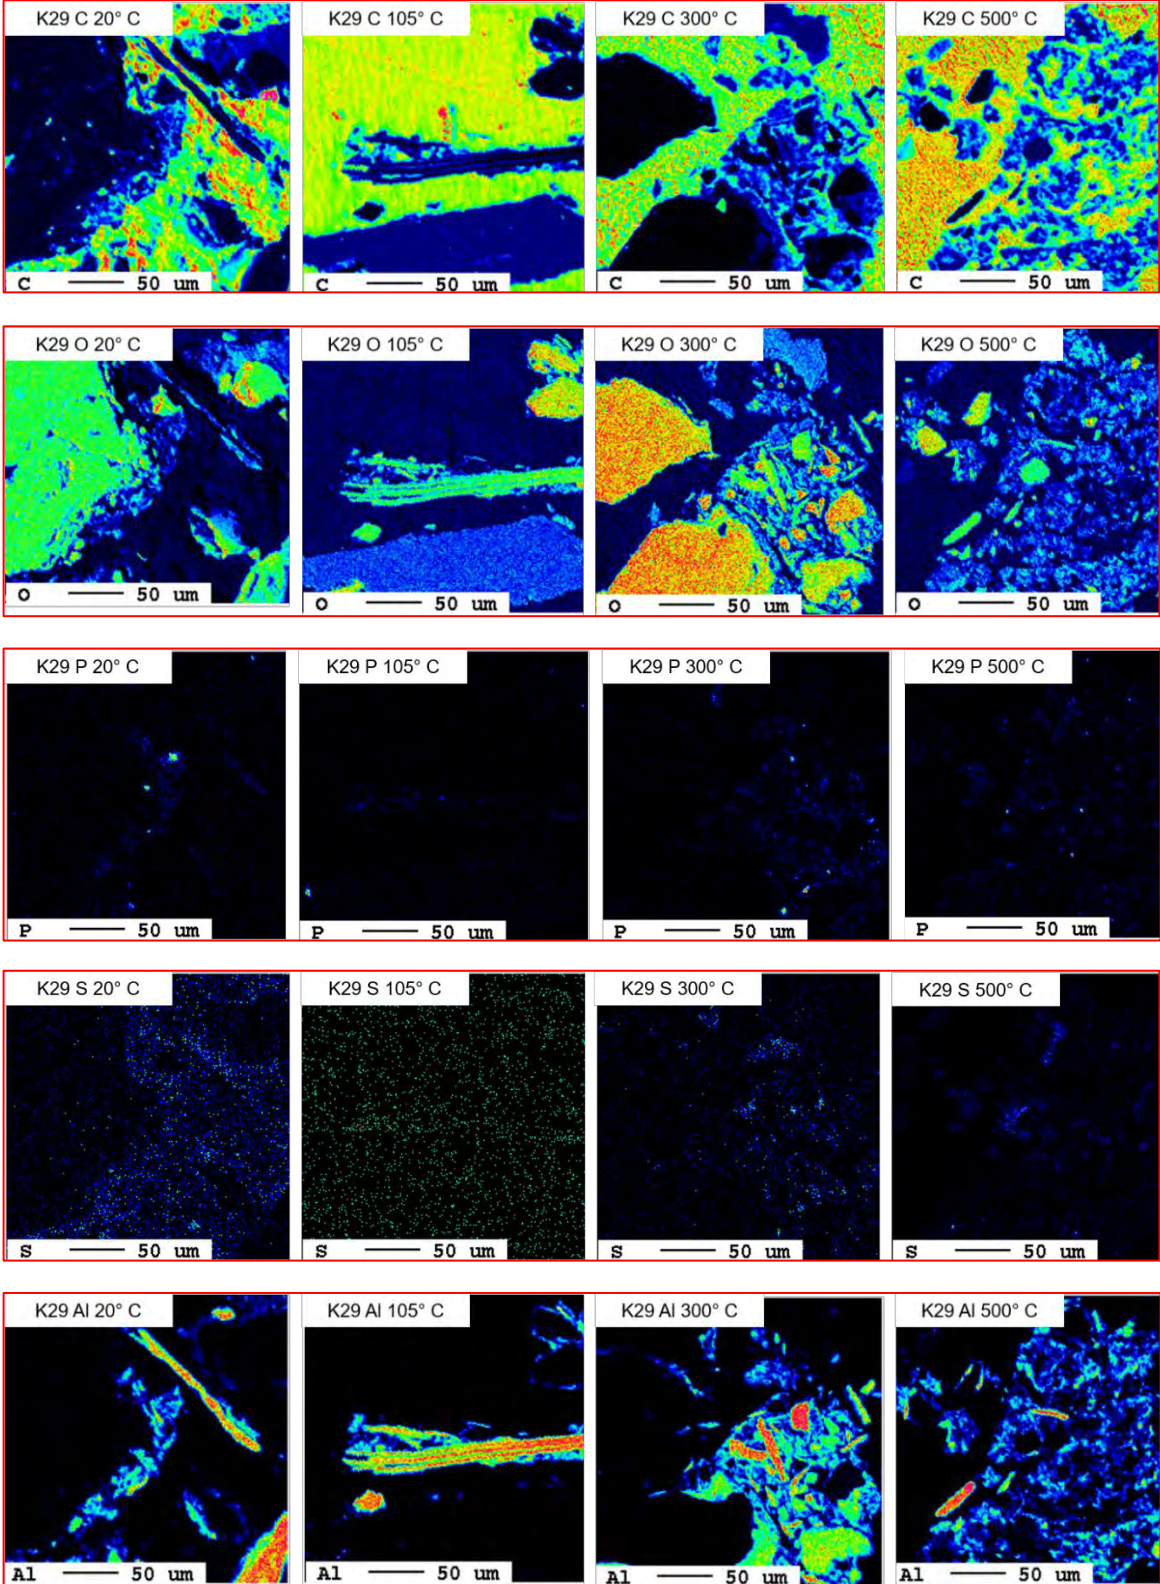 K29 C 20° C
K29 C 105° C
K29 C 300° C
K29 C 500° C
C 50 um
C 50 um
C 50 um
C 50 um
K29 O 20° C
K29 O 105° C
K29 O 300° C
K29 O 500° C
O 50 um
O 50 um
O 50 um
O 50 um
K29 P 20° C
K29 P 105° C
K29 P 300° C
K29 P 500° C
P 50 um
P 50 um
P 50 um
P 50 um
K29 S 20° C
K29 S 105° C
K29 S 300° C
K29 S 500° C
S 50 um
S 50 um
S 50 um
S 50 um
K29 Al 20° C
K29 Al 105° C
K29 Al 300° C
K29 Al 500° C
Al 50 um
Al 50 um
Al 50 um
Al 50 um